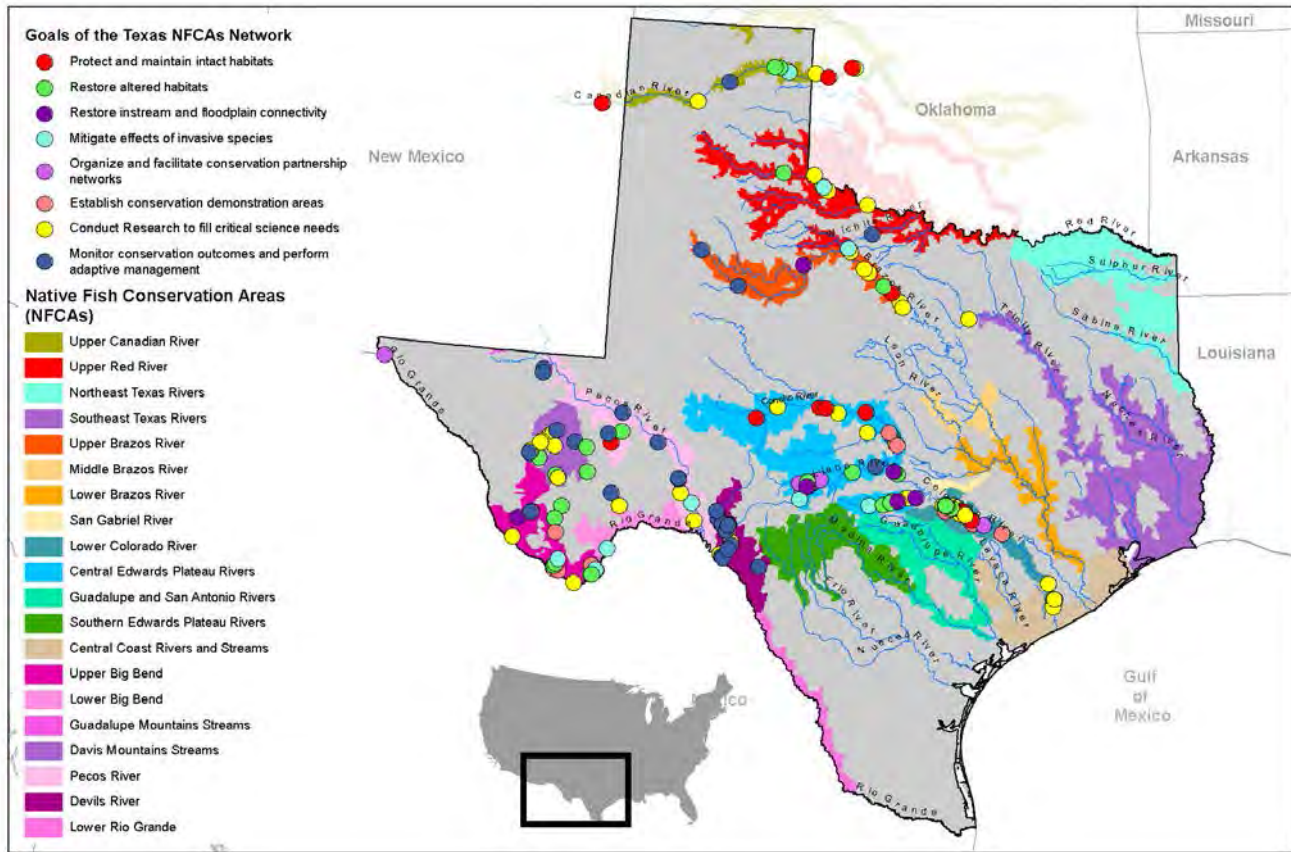 Goals of the Texas NFCAs Network
Protect and maintain intact habitats
Restore altered habitats
Restore instream and floodplain connectivity
Mitigate effects of invasive species
Organize and facilitate conservation partnership
networks
Establish conservation demonstration areas
Conduct Research to fill critical science needs
Monitor conservation outcomes and perform
adaptive management
Native Fish Conservation Areas
(NFCAs)
Upper Canadian River
Upper Red River
Northeast Texas Rivers
Southeast Texas Rivers
Upper Brazos River
Middle Brazos River
Lower Brazos River
San Gabriel River
Lower Colorado River
Central Edwards Plateau Rivers
Guadalupe and San Antonio Rivers
Southern Edwards Plateau Rivers
Central Coast Rivers and Streams
Upper Big Bend
Lower Big Bend
Guadalupe Mountains Streams
Davis Mountains Streams
Pecos River
Devils River
Lower Rio Grande
Missouri
Canadian River
Oklahoma
New Mexico
Arkansas
Red River
Sulphur River
Sabine River
Trinity River
Louisiana
Leon River
Neches River
Rio Grande
Pecos River
Concho River
Llano River
Rio Grande
Guadalupe River
Medina River
Lavaca River
Frio River
Nueces River
Gulf
of
Mexico
Rio Grande